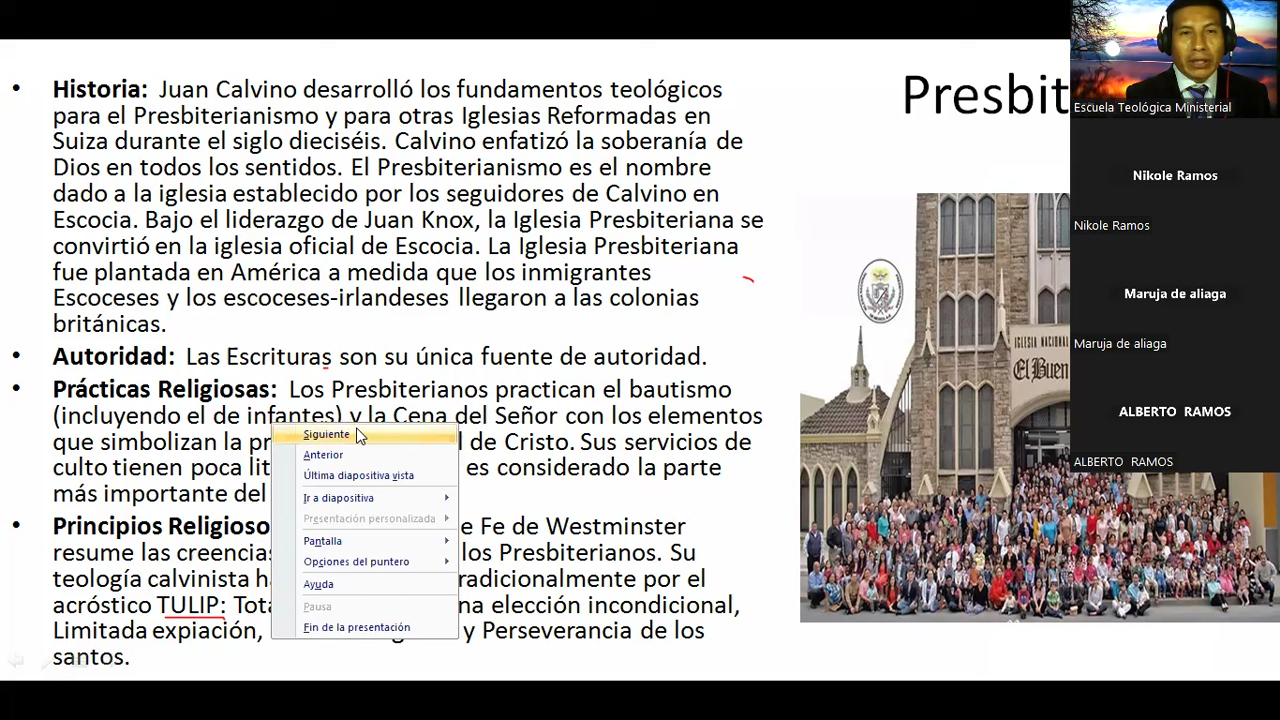 • Historia: Juan Calvino desarrolló los fundamentos teológicos
para el Presbiterianismo y para otras Iglesias Reformadas en
Suiza durante el siglo dieciséis. Calvino enfatizó la soberanía de
Dios en todos los sentidos. El Presbiterianismo es el nombre
dado a la iglesia establecido por los seguidores de Calvino en
Escocia. Bajo el liderazgo de Juan Knox, la Iglesia Presbiteriana se
convirtió en la iglesia oficial de Escocia. La Iglesia Presbiteriana
fue plantada en América a medida que los inmigrantes
Escoceses y los escoceses-irlandeses llegaron a las colonias
británicas.
• Autoridad: Las Escrituras son su única fuente de autoridad.
• Prácticas Religiosas: Los Presbiterianos practican el bautismo
(incluyendo el de infantes) y la Cena del Señor con los elementos
que simbolizan la pr l de Cristo. Sus servicios de
culto tienen poca lit es considerado la parte
más importante del
• Principios Religioso e Fe de Westminster
resume las creencias los Presbiterianos. Su
teología calvinista ha radicionalmente por el
acróstico TULIP: Tota na elección incondicional,
Limitada expiación, y Perseverancia de los
santos.
Siguiente
Anterior
Última diapositiva vista
Ir a diapositiva
Presentación personalizada
Pantalla
Opciones del puntero
Ayuda
Pausa
Fin de la presentación
Presbit
IGLESIA NACIONAL
El Buen
Escuela Teológica Ministerial
Nikole Ramos
Nikole Ramos
Maruja de aliaga
Maruja de aliaga
ALBERTO RAMOS
ALBERTO RAMOS